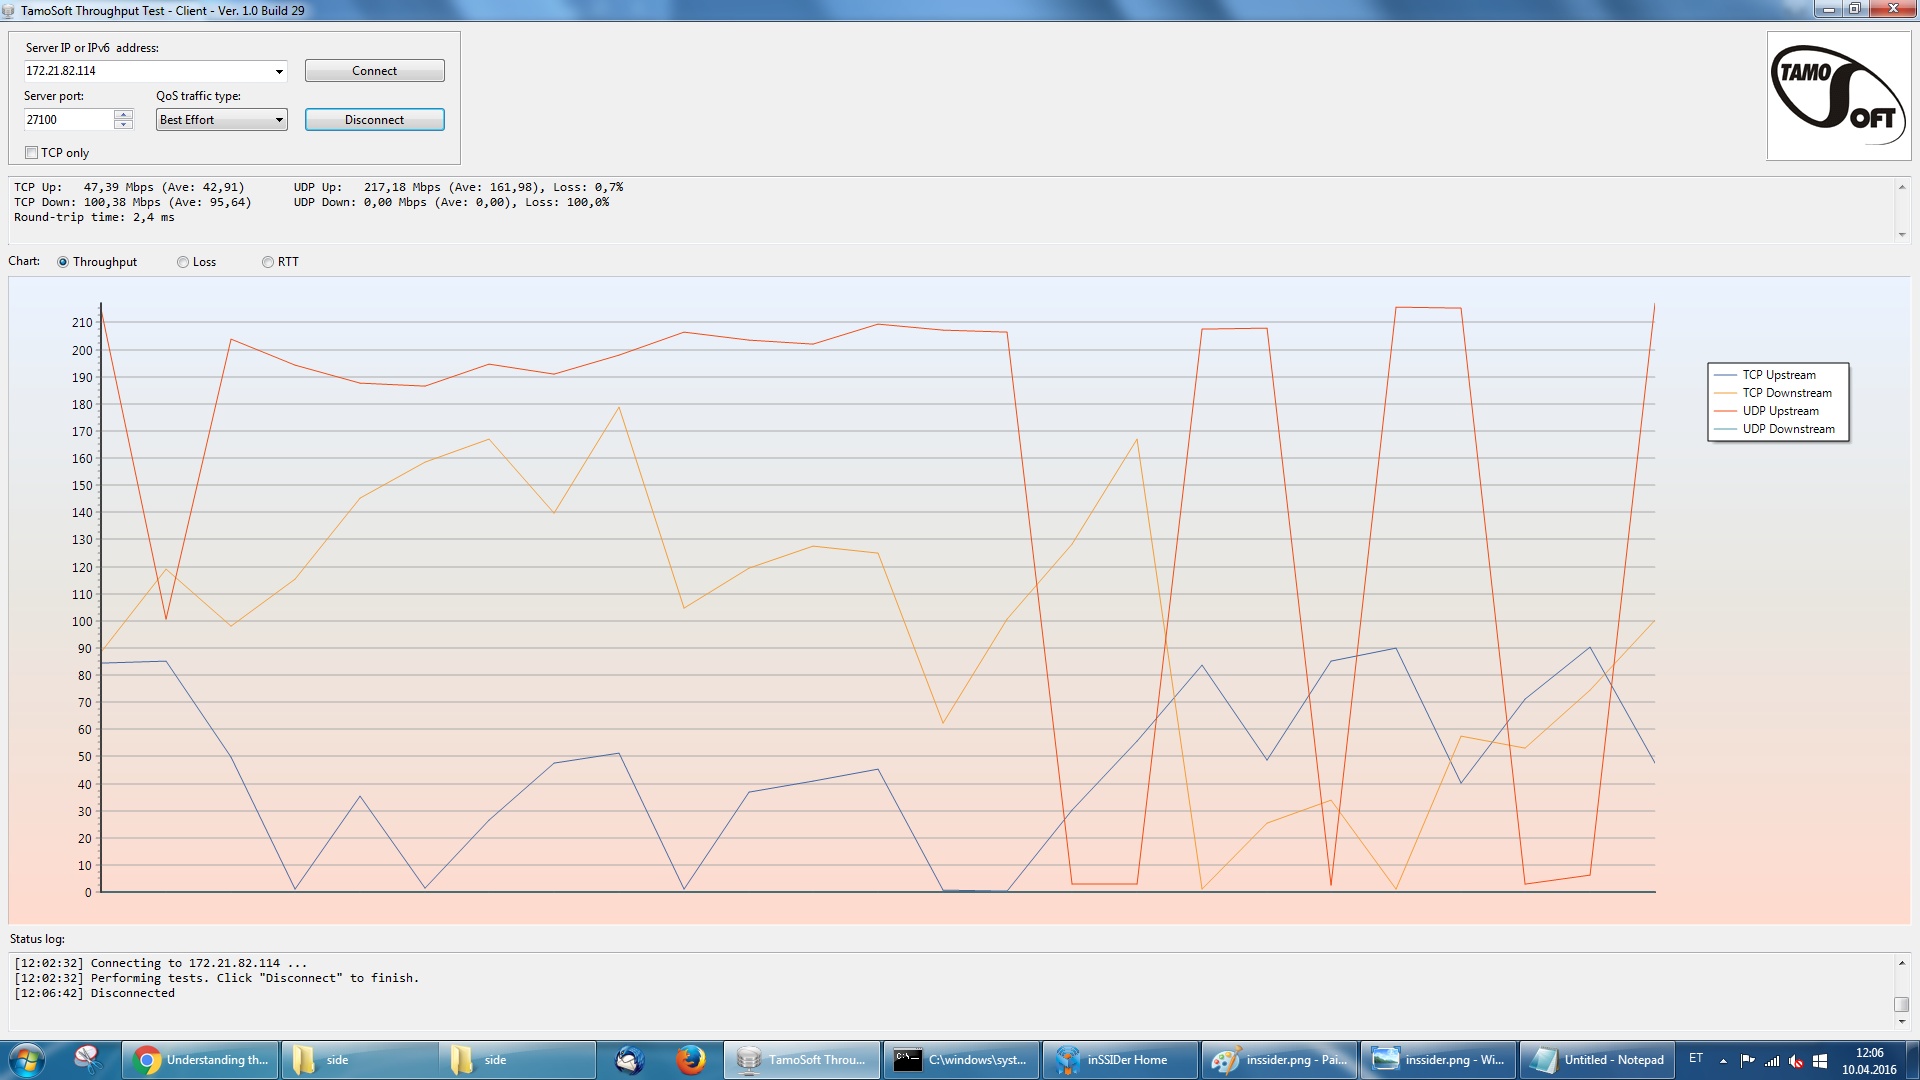 TamoSoft Throughput Test - Client - Ver. 1.0 Build 29
Server IP or IPv6 address:
172.21.82.114
Connect
Server port:
QoS traffic type:
27100
Best Effort
Disconnect
TCP only
TAMO
SOFT
TCP Up: 47,39 Mbps (Ave: 42,91) UDP Up: 217,18 Mbps (Ave: 161,98), Loss: 0,7%
TCP Down: 100,38 Mbps (Ave: 95,64) UDP Down: 0,00 Mbps (Ave: 0,00), Loss: 100,0%
Round-trip time: 2,4 ms
Chart:
Throughput
Loss
RTT
210
200
190
180
170
160
150
140
130
120
110
100
90
80
70
60
50
40
30
20
10
0
TCP Upstream
TCP Downstream
UDP Upstream
UDP Downstream
Status log:
[12:02:32] Connecting to 172.21.82.114 ...
[12:02:32] Performing tests. Click "Disconnect" to finish.
[12:06:42] Disconnected
Understanding th...
side
side
TamoSoft Throu...
C:\windows\syst...
inSSIDer Home
inssider.png - Pai...
inssider.png - Wi...
Untitled - Notepad
ET
12:06
10.04.2016